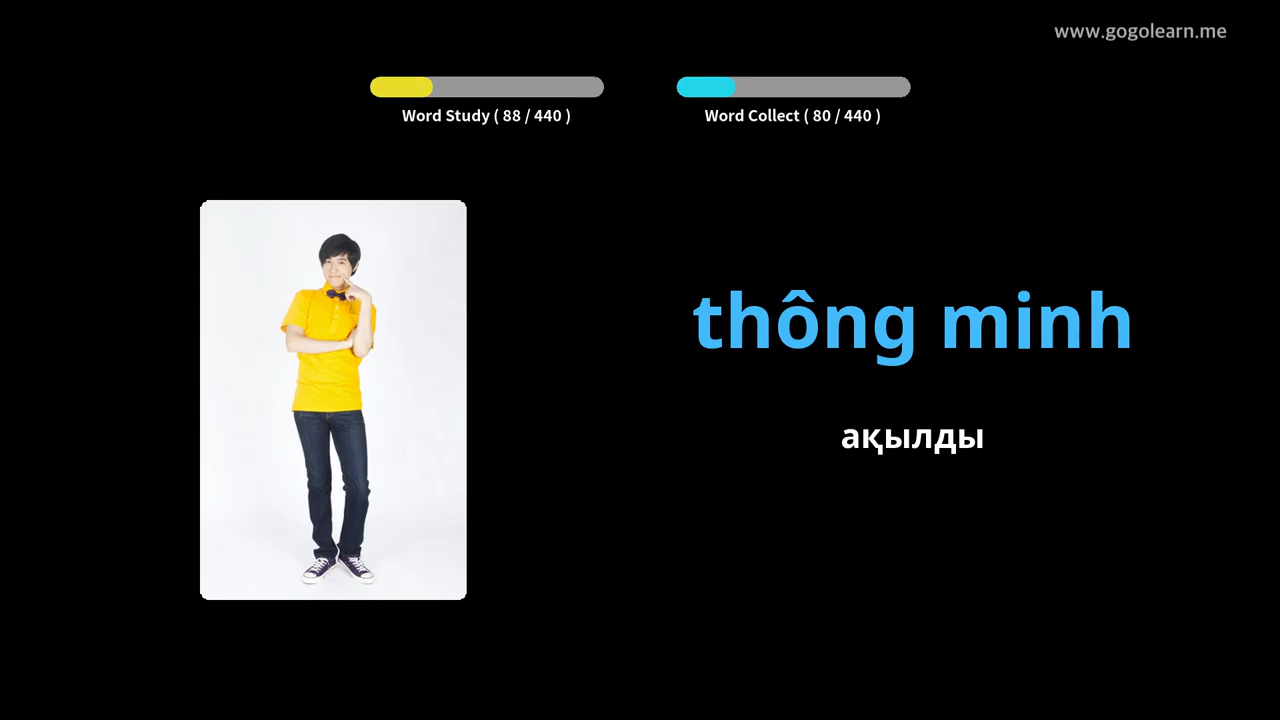 www.gogolearn.me
Word Study ( 88 / 440 )
Word Collect ( 80 / 440 )
thông minh
ақылды